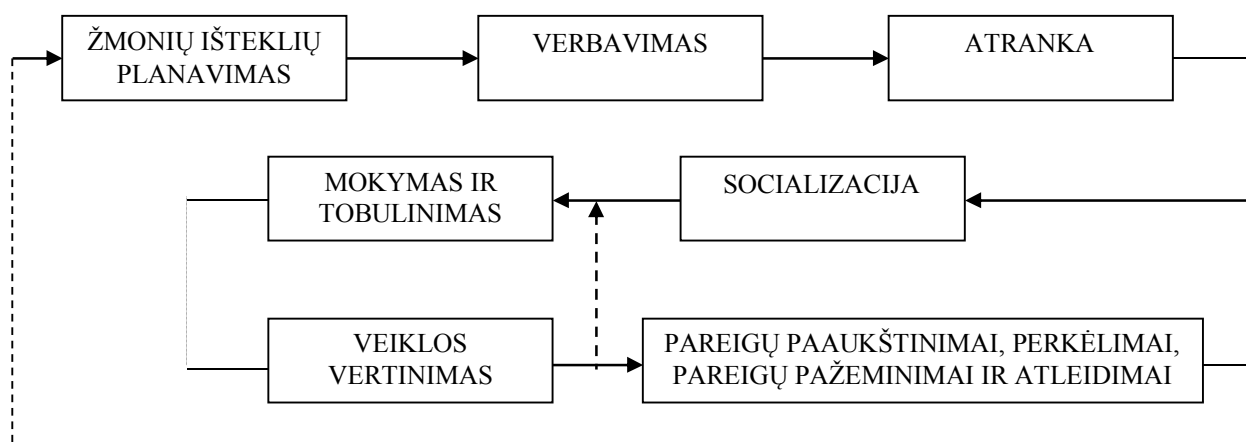 ŽMONIŲ IŠTEKLIŲ
PLANAVIMAS
VERBAVIMAS
ATRANKA
MOKYMAS IR
TOBULINIMAS
SOCIALIZACIJA
VEIKLOS
VERTINIMAS
PAREIGŲ PAAUKŠTINIMAI, PERKĖLIMAI,
PAREIGŲ PAŽEMINIMAI IR ATLEIDIMAI